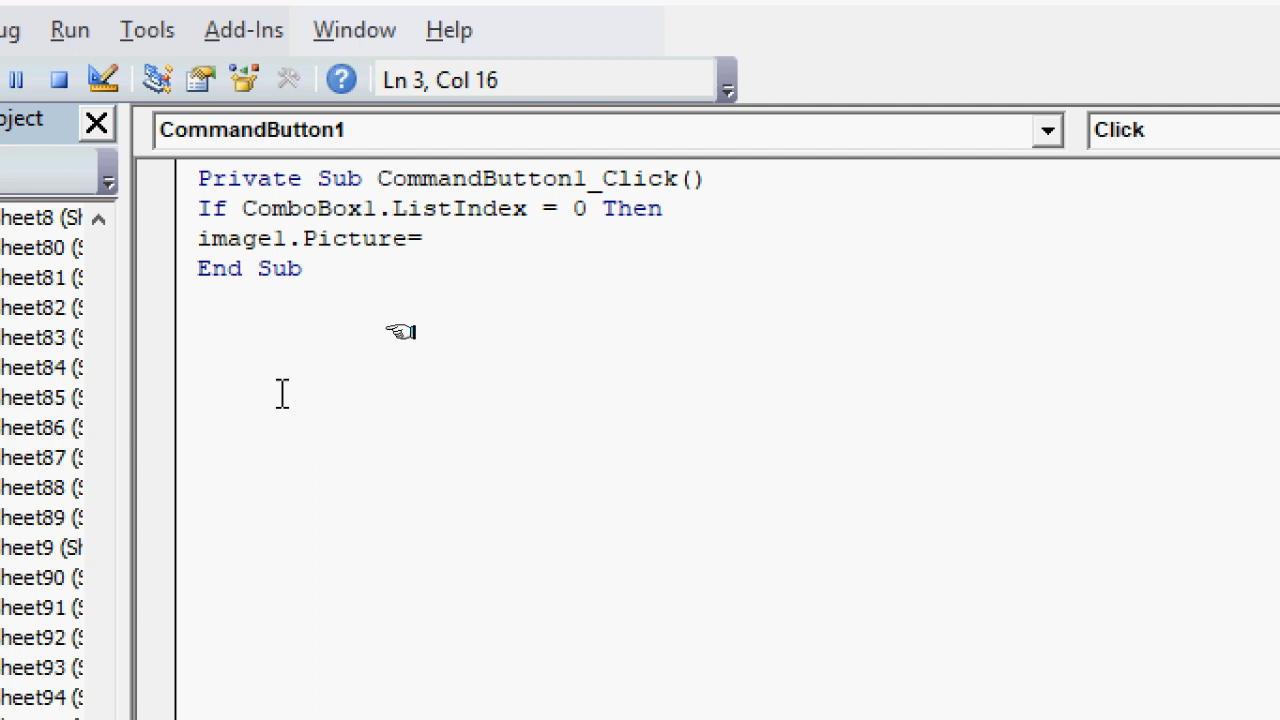 ug Run Tools Add-Ins Window Help
Ln 3, Col 16
oject
CommandButton1 Click
Private Sub CommandButton1_Click()
If ComboBox1.ListIndex = 0 Then
image1.Picture=
End Sub
heet8 (Sh
heet80 (S
heet81 (S
heet82 (S
heet83 (S
heet84 (S
heet85 (S
heet86 (S
heet87 (S
heet88 (S
heet89 (S
heet9 (Sh
heet90 (S
heet91 (S
heet92 (S
heet93 (S
heet94 (S